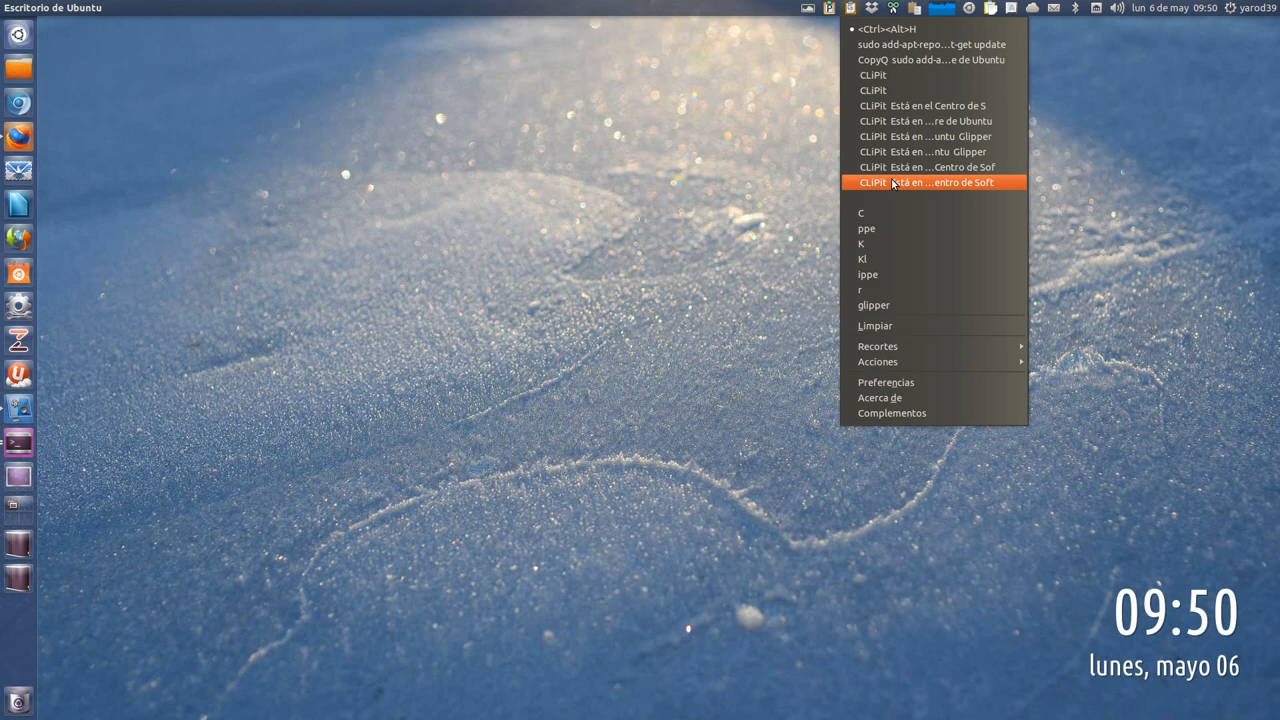 Escritorio de Ubuntu
lun 6 de may 09:50 yarod39
<Ctrl><Alt>H
sudo add-apt-repo…t-get update
CopyQ sudo add-a…e de Ubuntu
CLiPit
CLiPit
CLiPit Está en el Centro de S
CLiPit Está en …re de Ubuntu
CLiPit Está en …untu Glipper
CLiPit Está en …ntu Glipper
CLiPit Está en …Centro de Sof
CLiPit Está en …entro de Soft
C
ppe
K
Kl
ippe
r
glipper
Limpiar
Recortes
Acciones
Preferencias
Acerca de
Complementos
09:50
lunes, mayo 06